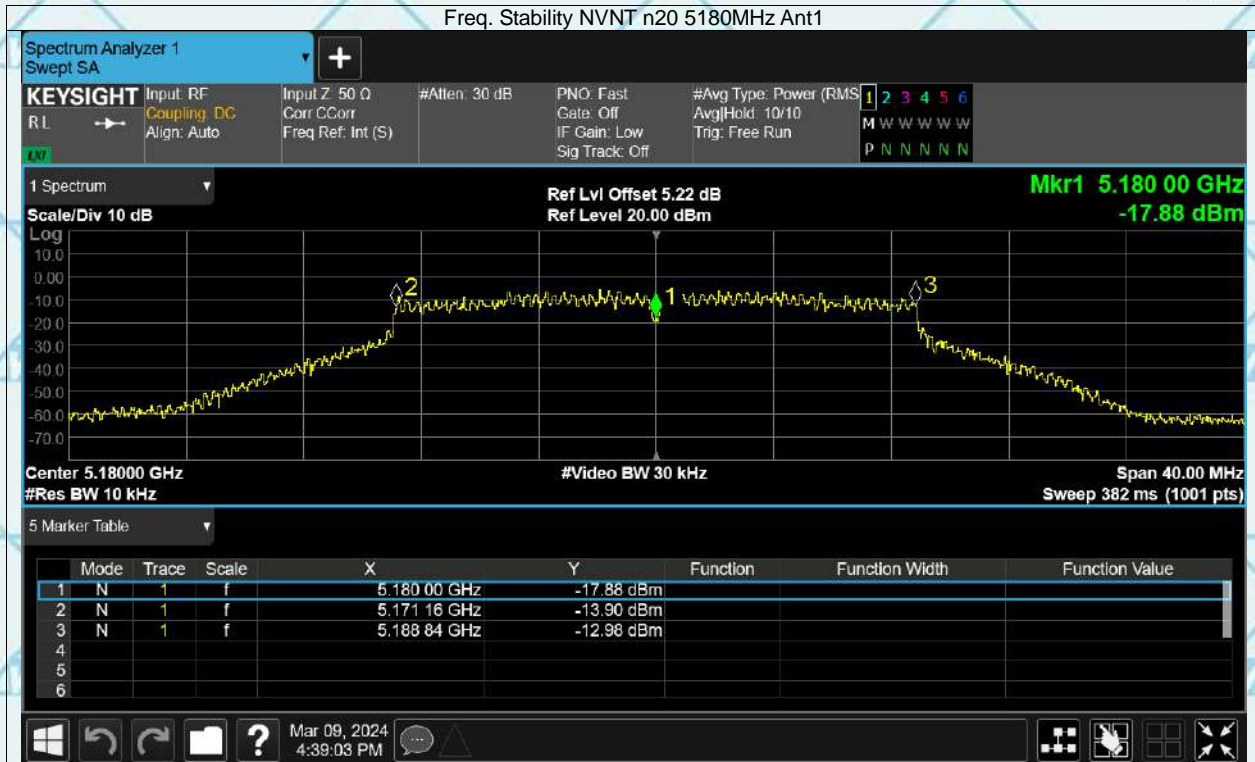 Freq. Stability NVNT n20 5180MHz Ant1
Spectrum Analyzer 1
Swept SA
+
KEYSIGHT Input: RF Input Z: 50 Ω #Atten: 30 dB PNO: Fast #Avg Type: Power (RMS 1 2 3 4 5 6
RL Coupling: DC Corr CCorr Gate: Off Avg|Hold: 10/10 M W W W W W
Align: Auto Freq Ref: Int (S) IF Gain: Low Trig: Free Run
LXI Sig Track: Off P N N N N N
1 Spectrum Ref Lvl Offset 5.22 dB Mkr1 5.180 00 GHz
Scale/Div 10 dB Ref Level 20.00 dBm -17.88 dBm
Log
10.0
0.00
2 1 3
-10.0
-20.0
-30.0
-40.0
-50.0
-60.0
-70.0
Center 5.18000 GHz #Video BW 30 kHz Span 40.00 MHz
#Res BW 10 kHz Sweep 382 ms (1001 pts)
5 Marker Table
Mode Trace Scale X Y Function Function Width Function Value
1 N 1 f 5.180 00 GHz -17.88 dBm
2 N 1 f 5.171 16 GHz -13.90 dBm
3 N 1 f 5.188 84 GHz -12.98 dBm
4
5
6
? Mar 09, 2024
4:39:03 PM